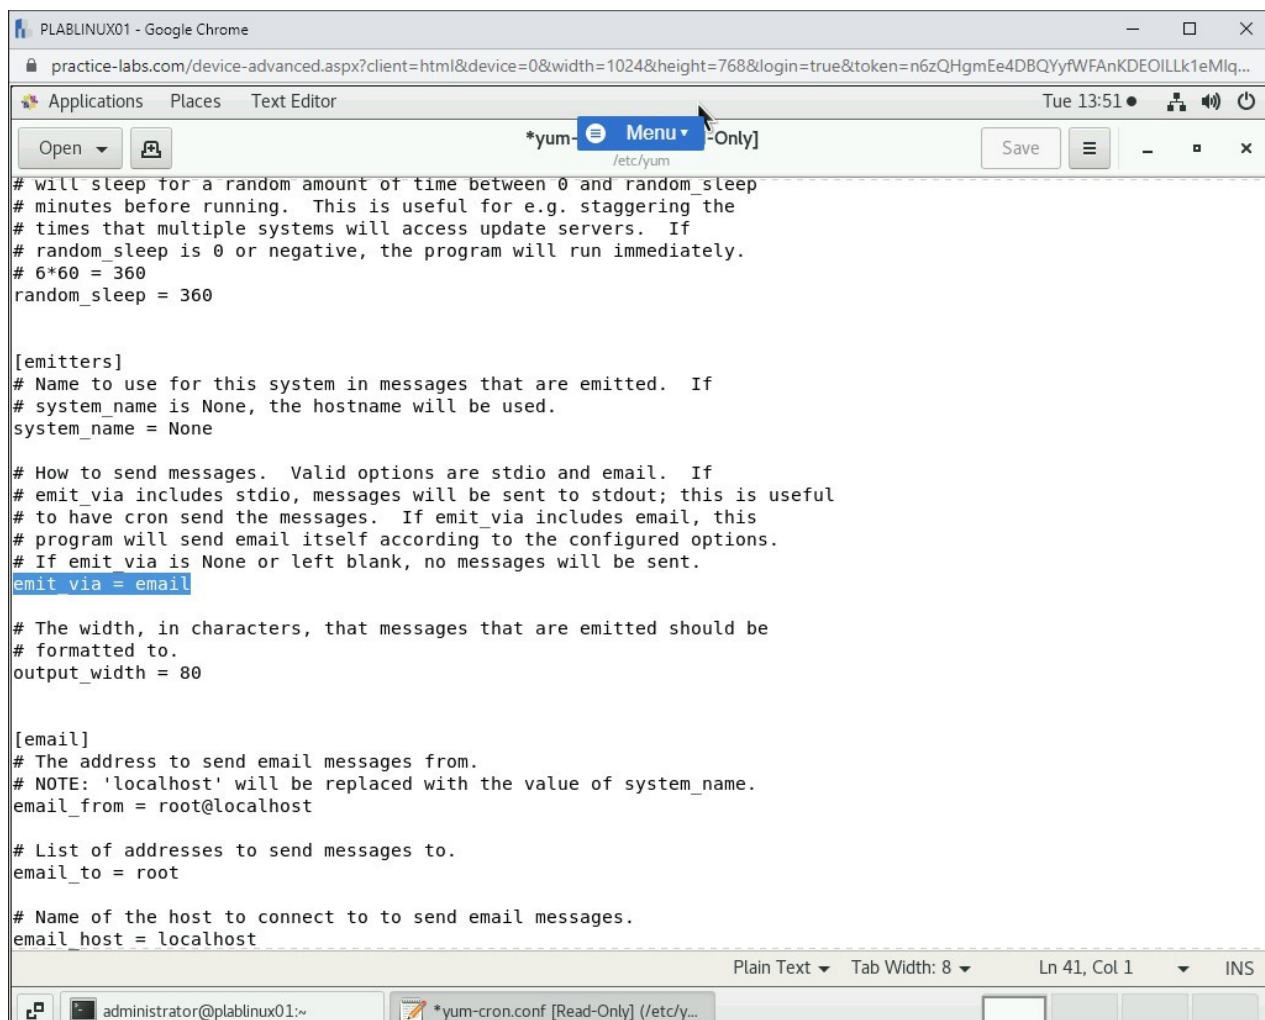 PLABLINUX01 - Google Chrome
practice-labs.com/device-advanced.aspx?client=html&device=0&width=1024&height=768&login=true&token=n6zQHgmEe4DBQYyfWFAnKDEOILLk1eMlq...
Applications Places Text Editor Tue 13:51
Open *yum- Menu -Only] Save
/etc/yum
# will sleep for a random amount of time between 0 and random_sleep
# minutes before running.  This is useful for e.g. staggering the
# times that multiple systems will access update servers.  If
# random_sleep is 0 or negative, the program will run immediately.
# 6*60 = 360
random_sleep = 360
[emitters]
# Name to use for this system in messages that are emitted.  If
# system_name is None, the hostname will be used.
system_name = None
# How to send messages.  Valid options are stdio and email.  If
# emit_via includes stdio, messages will be sent to stdout; this is useful
# to have cron send the messages.  If emit_via includes email, this
# program will send email itself according to the configured options.
# If emit_via is None or left blank, no messages will be sent.
emit_via = email
# The width, in characters, that messages that are emitted should be
# formatted to.
output_width = 80
[email]
# The address to send email messages from.
# NOTE: 'localhost' will be replaced with the value of system_name.
email_from = root@localhost
# List of addresses to send messages to.
email_to = root
# Name of the host to connect to to send email messages.
email_host = localhost
Plain Text Tab Width: 8 Ln 41, Col 1 INS
administrator@plablinux01:~ *yum-cron.conf [Read-Only] (/etc/y...